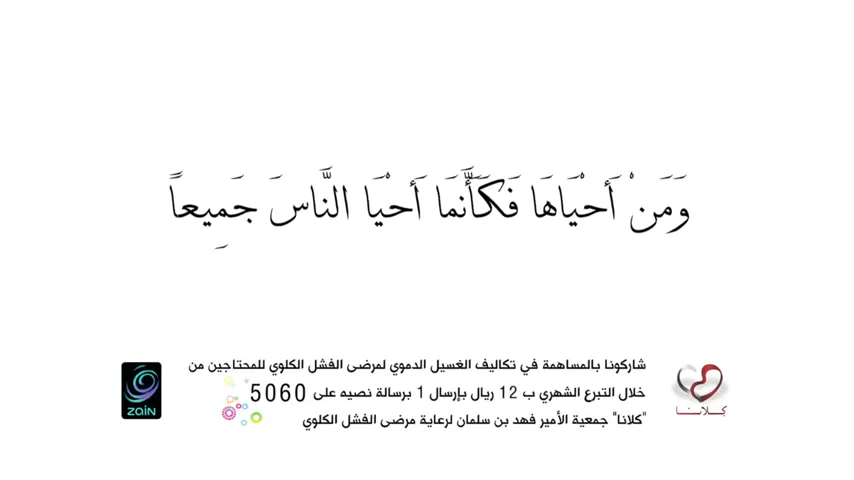 وَمَنْ أَحْيَاهَا فَكَأَنَّمَا أَحْيَا النَّاسَ جَمِيعاً
شاركونا بالمساهمة في تكاليف الغسيل الدموي لمرضى الفشل الكلوي للمحتاجين من
خلال التبرع الشهري ب 12 ريال بإرسال 1 برسالة نصيه على 5060
"كلانا" جمعية الأمير فهد بن سلمان لرعاية مرضى الفشل الكلوي
كلانا
zain